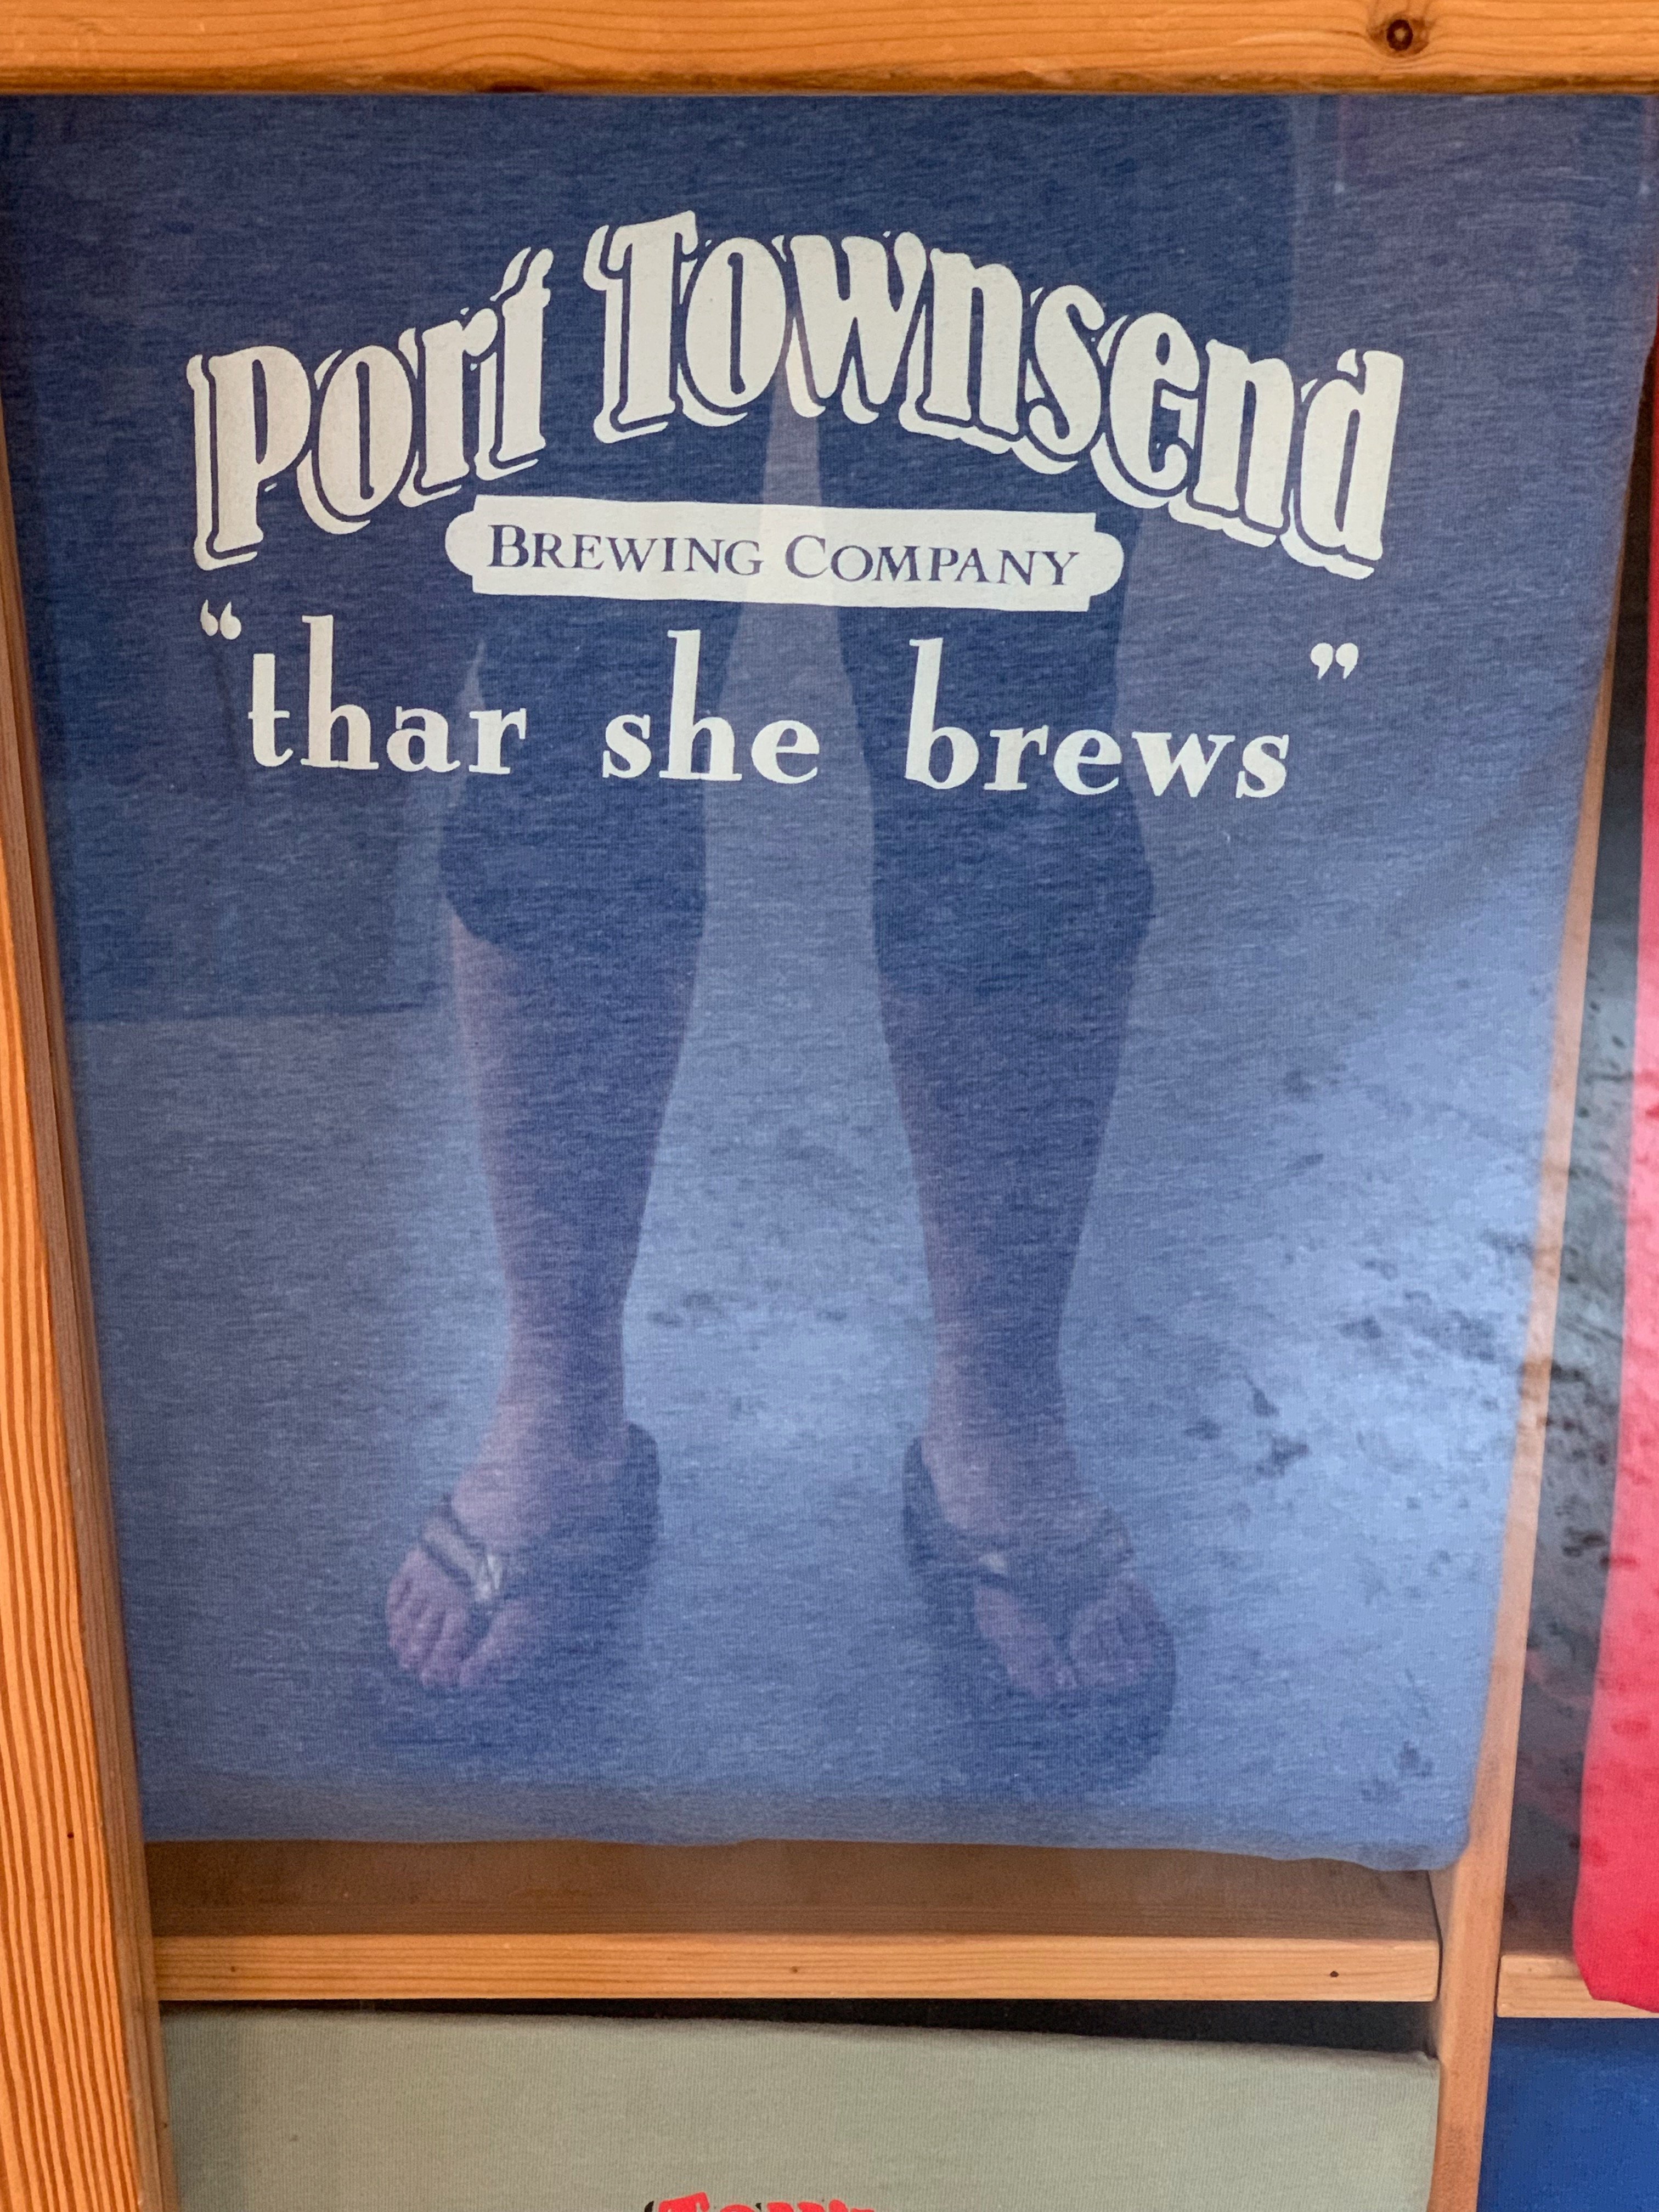 Port Townsend
BREWING COMPANY
“thar she brews”